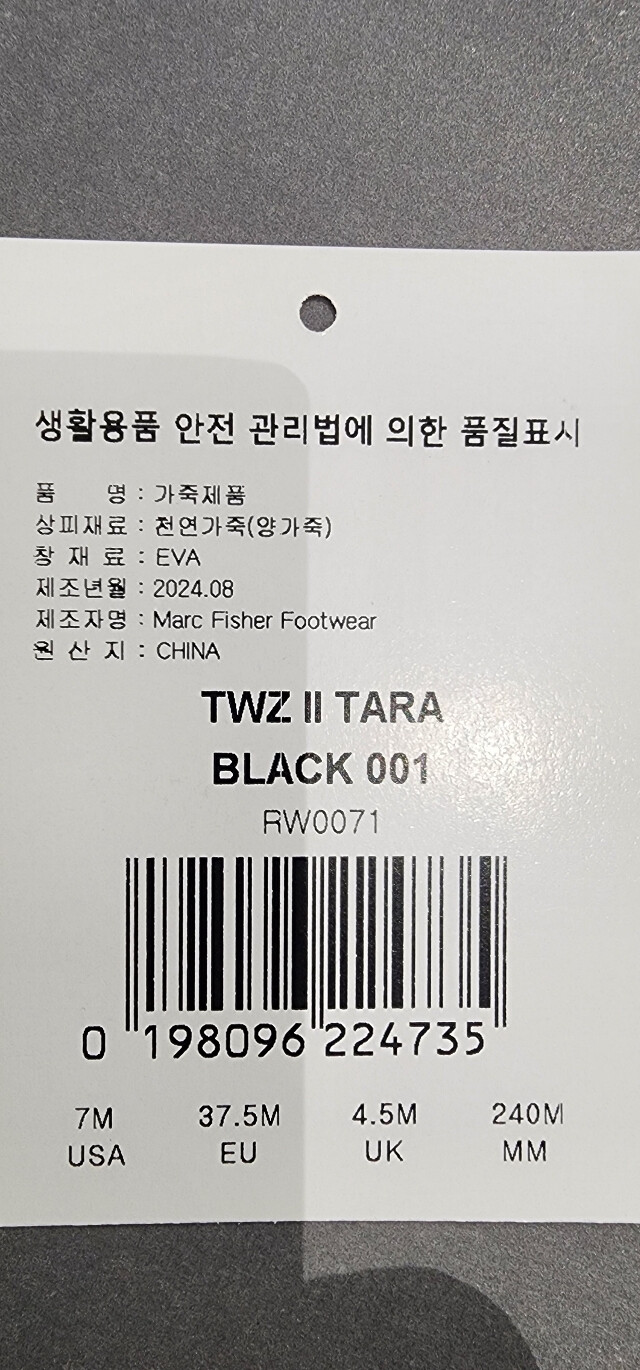 생활용품 안전 관리법에 의한 품질표시
품 명 : 가죽제품
상피재료 : 천연가죽(양가죽)
창 재 료 : EVA
제조년월 : 2024.08
제조자명 : Marc Fisher Footwear
원 산 지 : CHINA
TWZ II TARA
BLACK 001
RW0071
0 198096 224735
7M 37.5M 4.5M 240M
USA EU UK MM